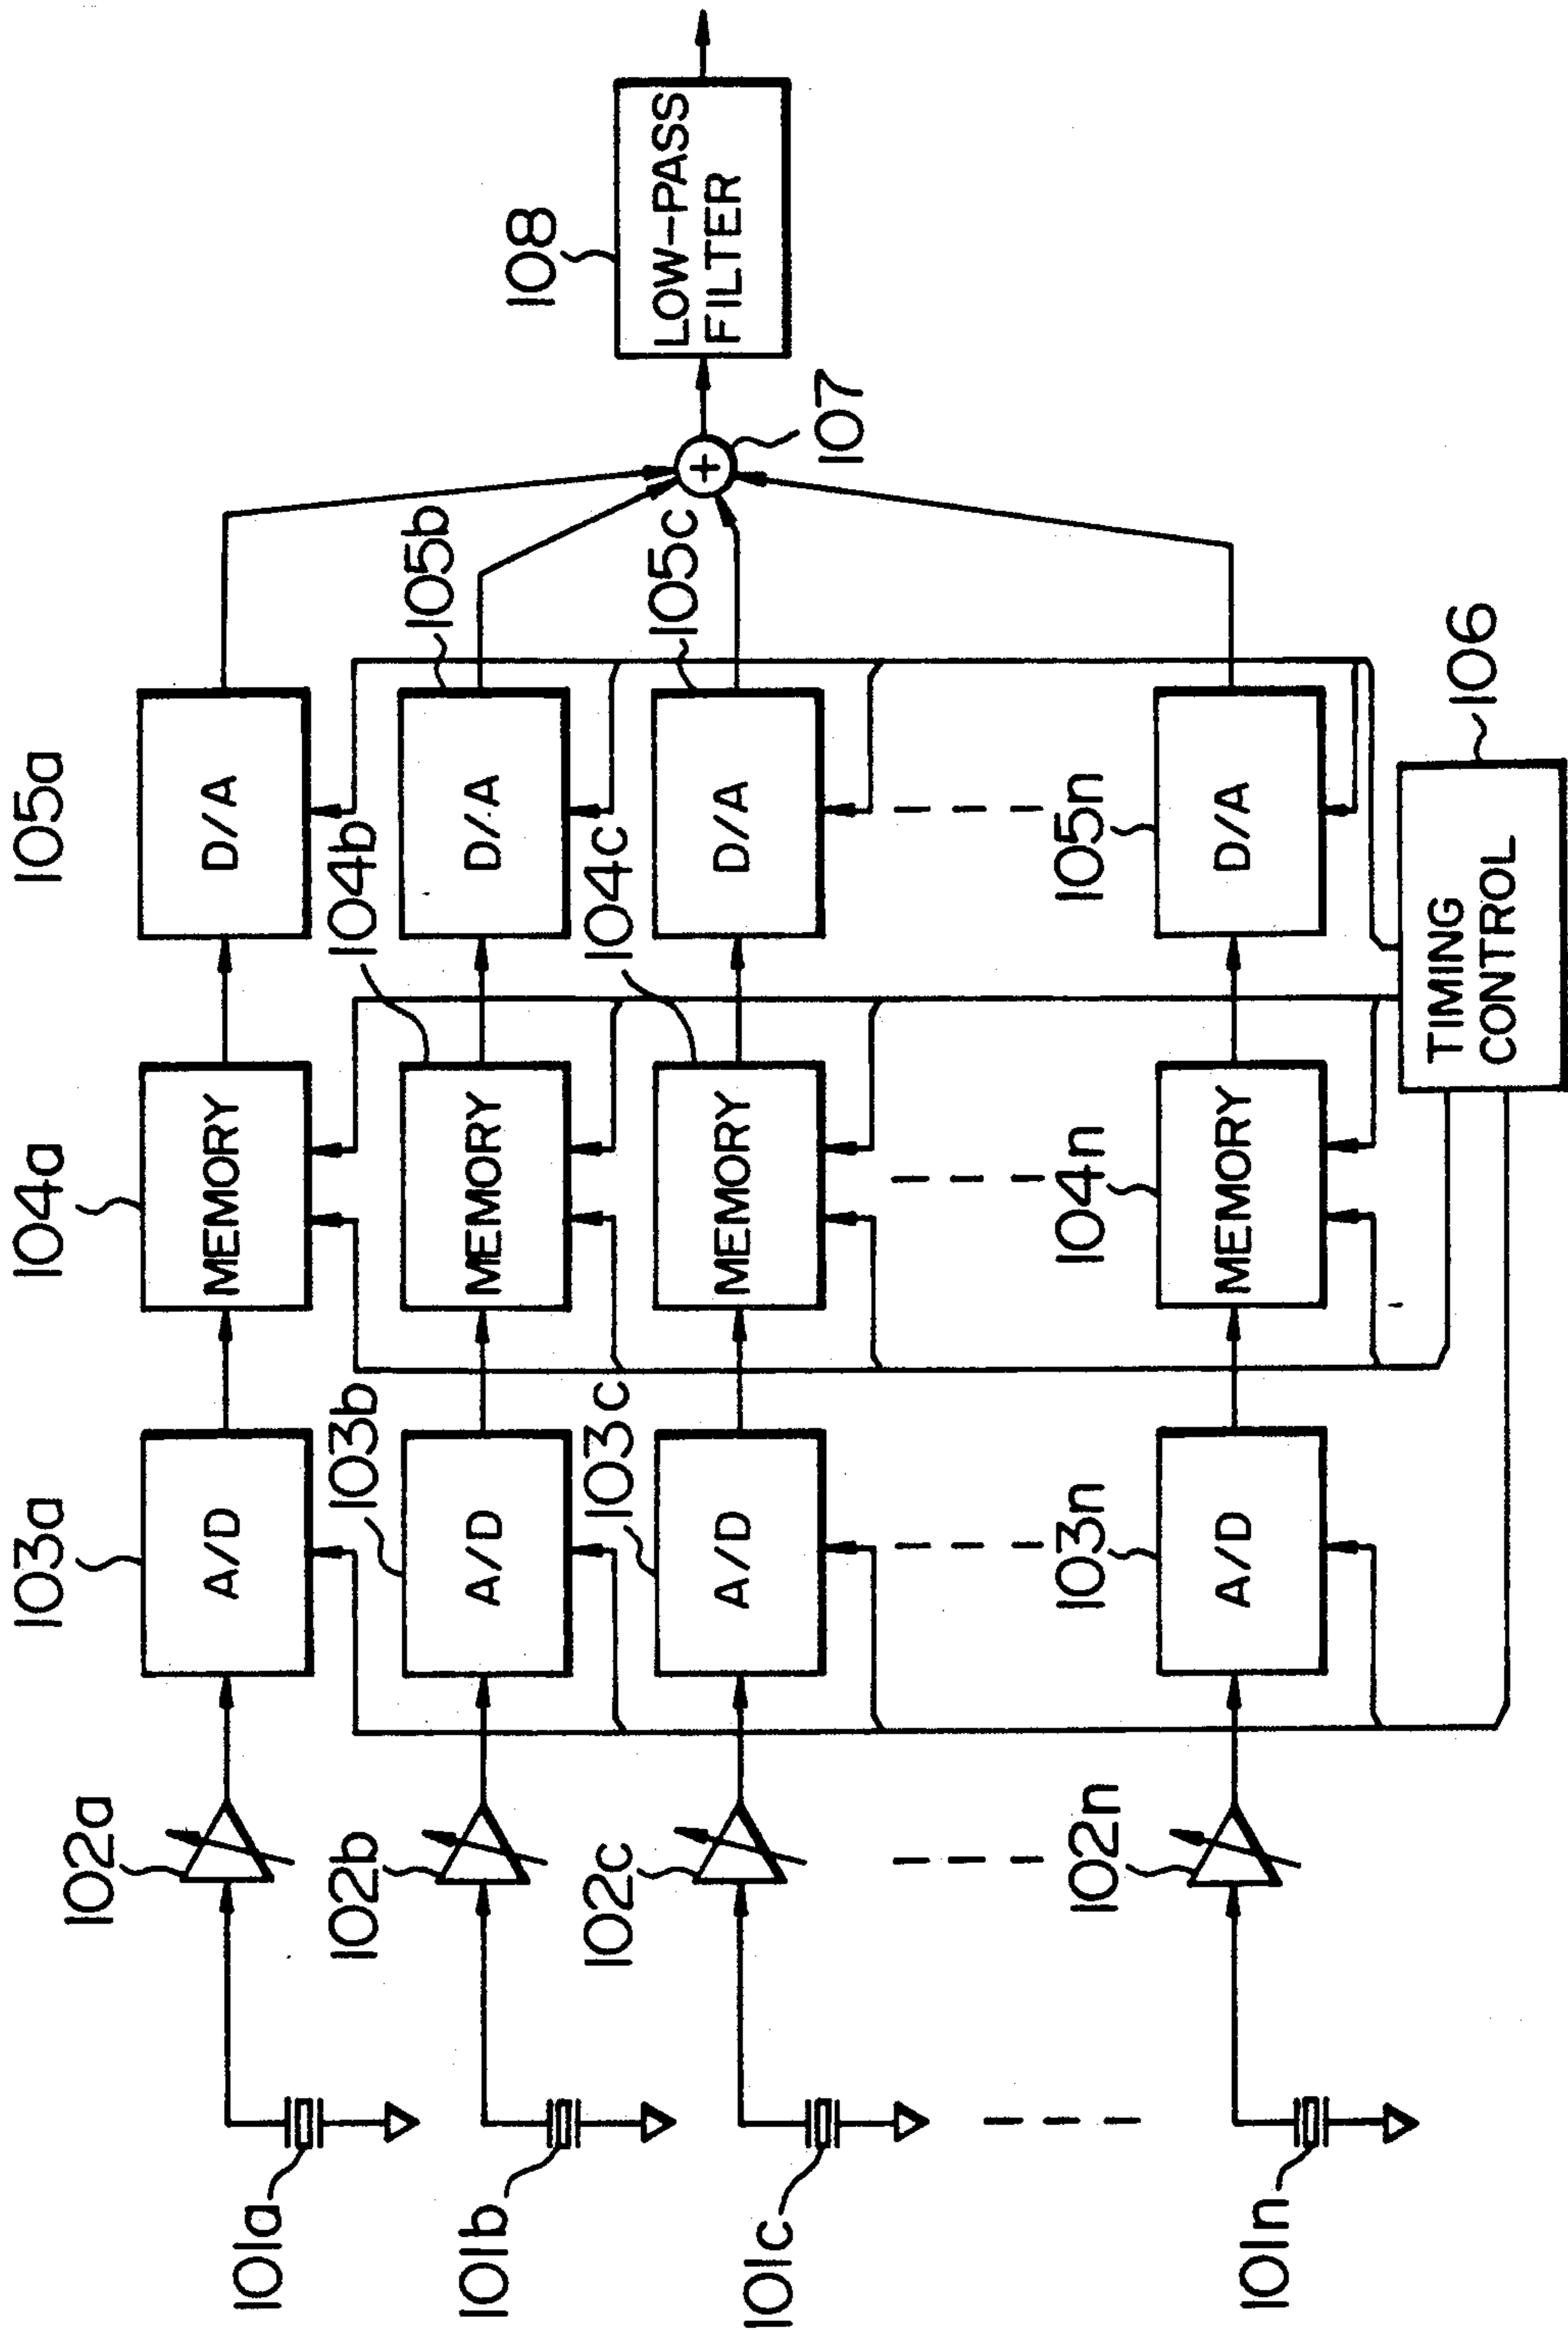 103a
104a
105a
102a
A/D
MEMORY
D/A
101a
102b
103b
104b
105b
101b
A/D
MEMORY
D/A
108
102c
103c
104c
105c
LOW-PASS
FILTER
A/D
MEMORY
D/A
101c
107
102n
103n
104n
105n
A/D
MEMORY
D/A
101n
TIMING
CONTROL
106